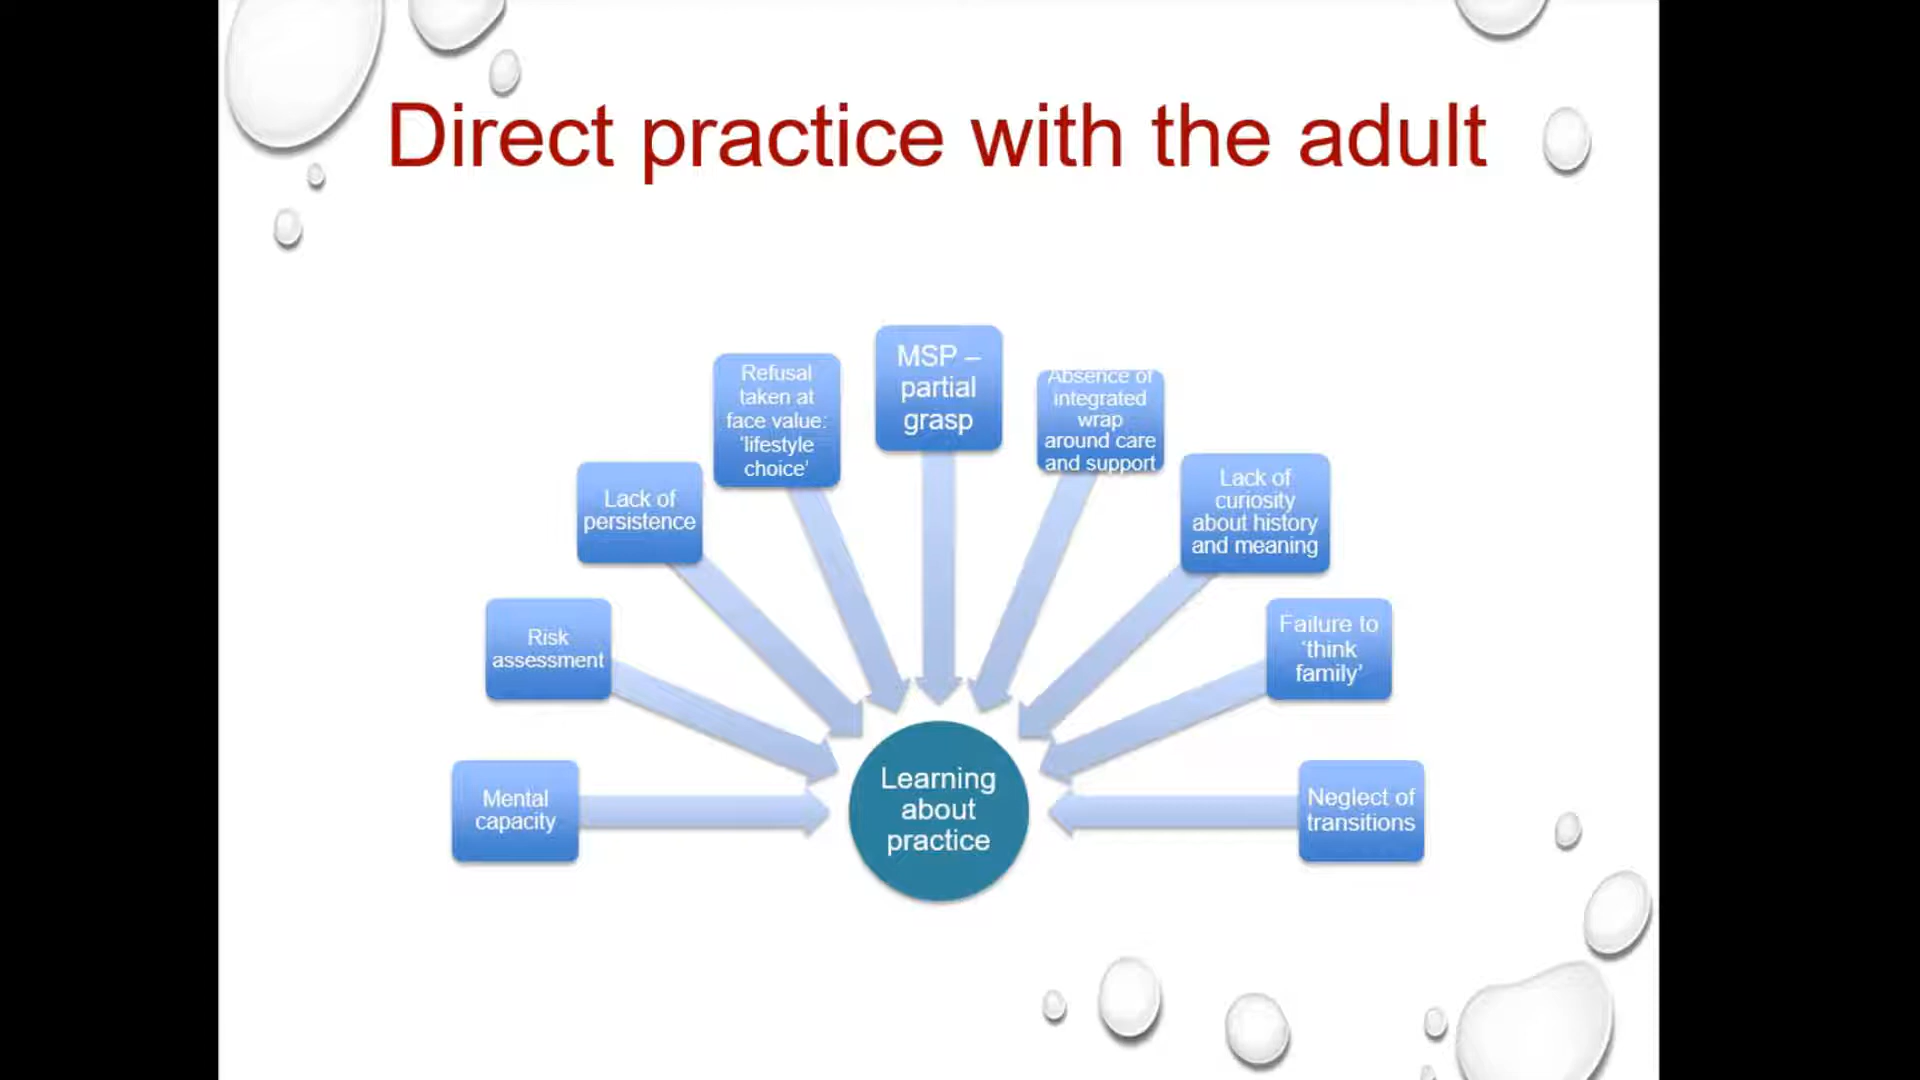 Direct practice with the adult
Mental
capacity
Risk
assessment
Lack of
persistence
Refusal
taken at
face value:
‘lifestyle
choice’
MSP –
partial
grasp
Absence of
integrated
wrap
around care
and support
Lack of
curiosity
about history
and meaning
Failure to
‘think
family’
Neglect of
transitions
Learning
about
practice